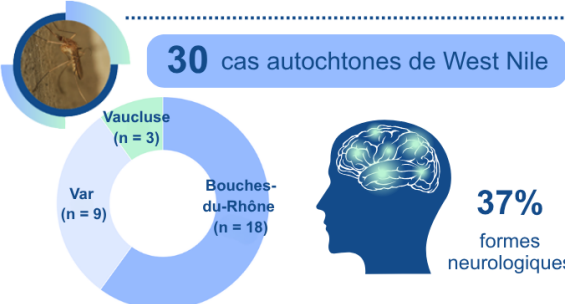 30 cas autochtones de West Nile
Vaucluse
(n = 3)
Var
(n = 9)
Bouches-
du-Rhône
(n = 18)
37%
formes
neurologiques